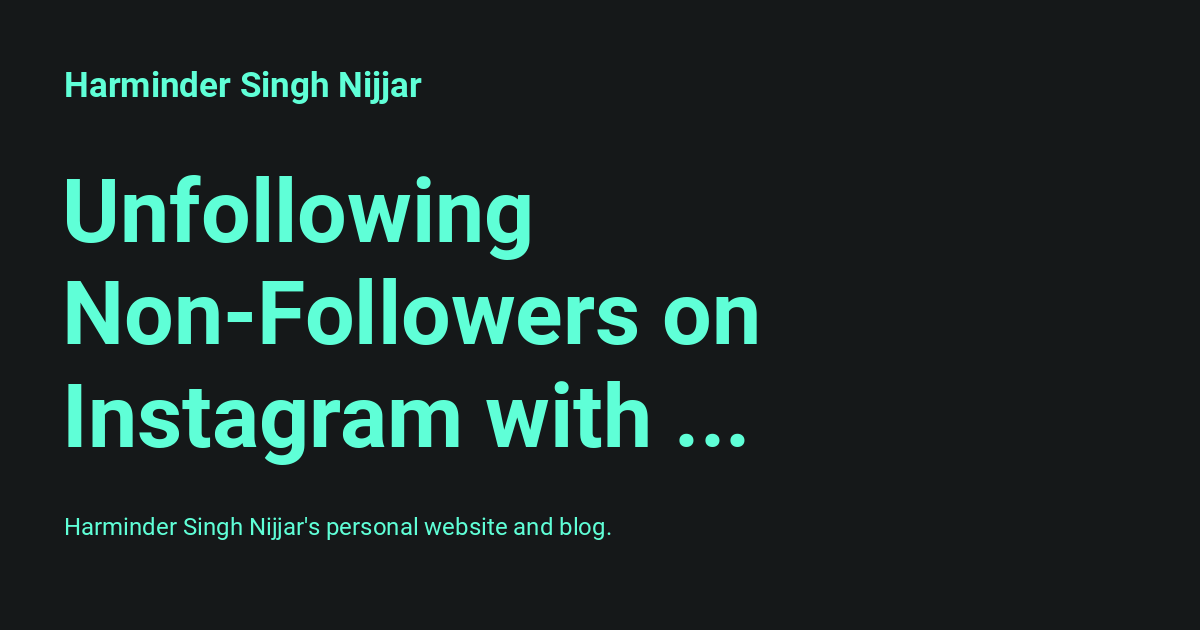 Harminder Singh Nijjar
Unfollowing
Non-Followers on
Instagram with ...
Harminder Singh Nijjar's personal website and blog.